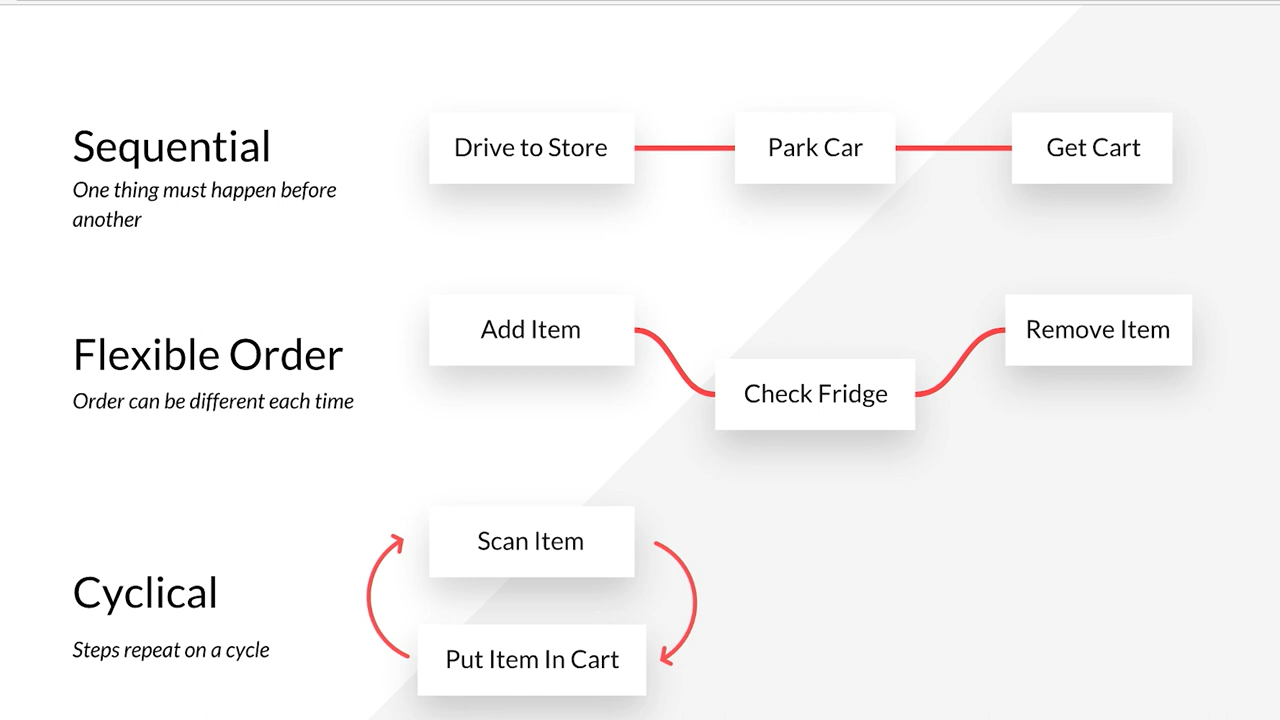 Sequential
One thing must happen before
another
Drive to Store
Park Car
Get Cart
Flexible Order
Order can be different each time
Add Item
Check Fridge
Remove Item
Cyclical
Steps repeat on a cycle
Scan Item
Put Item In Cart